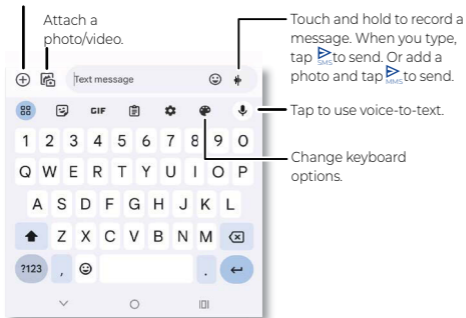 Attach a
photo/video.
Touch and hold to record a
message. When you type,
tap SMS to send. Or add a
photo and tap MMS to send.
Text message
GIF
Tap to use voice-to-text.
1 2 3 4 5 6 7 8 9 0
Q W E R T Y U I O P
Change keyboard
options.
A S D F G H J K L
Z X C V B N M
?123 , .